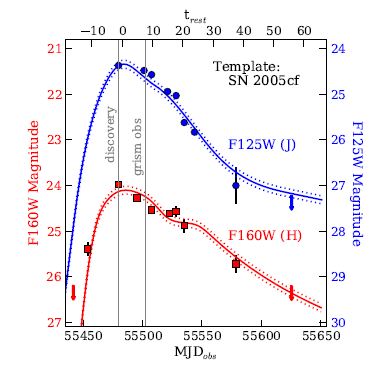 t_rest
−10 0 10 20 30 40 50 60
21 24
Template:
SN 2005cf
22 25
discovery
grism obs
23 26
F125W (J)
24 27
F160W (H)
25 28
26 29
27 30
F160W Magnitude
F125W Magnitude
55450 55500 55550 55600 55650
MJD_obs